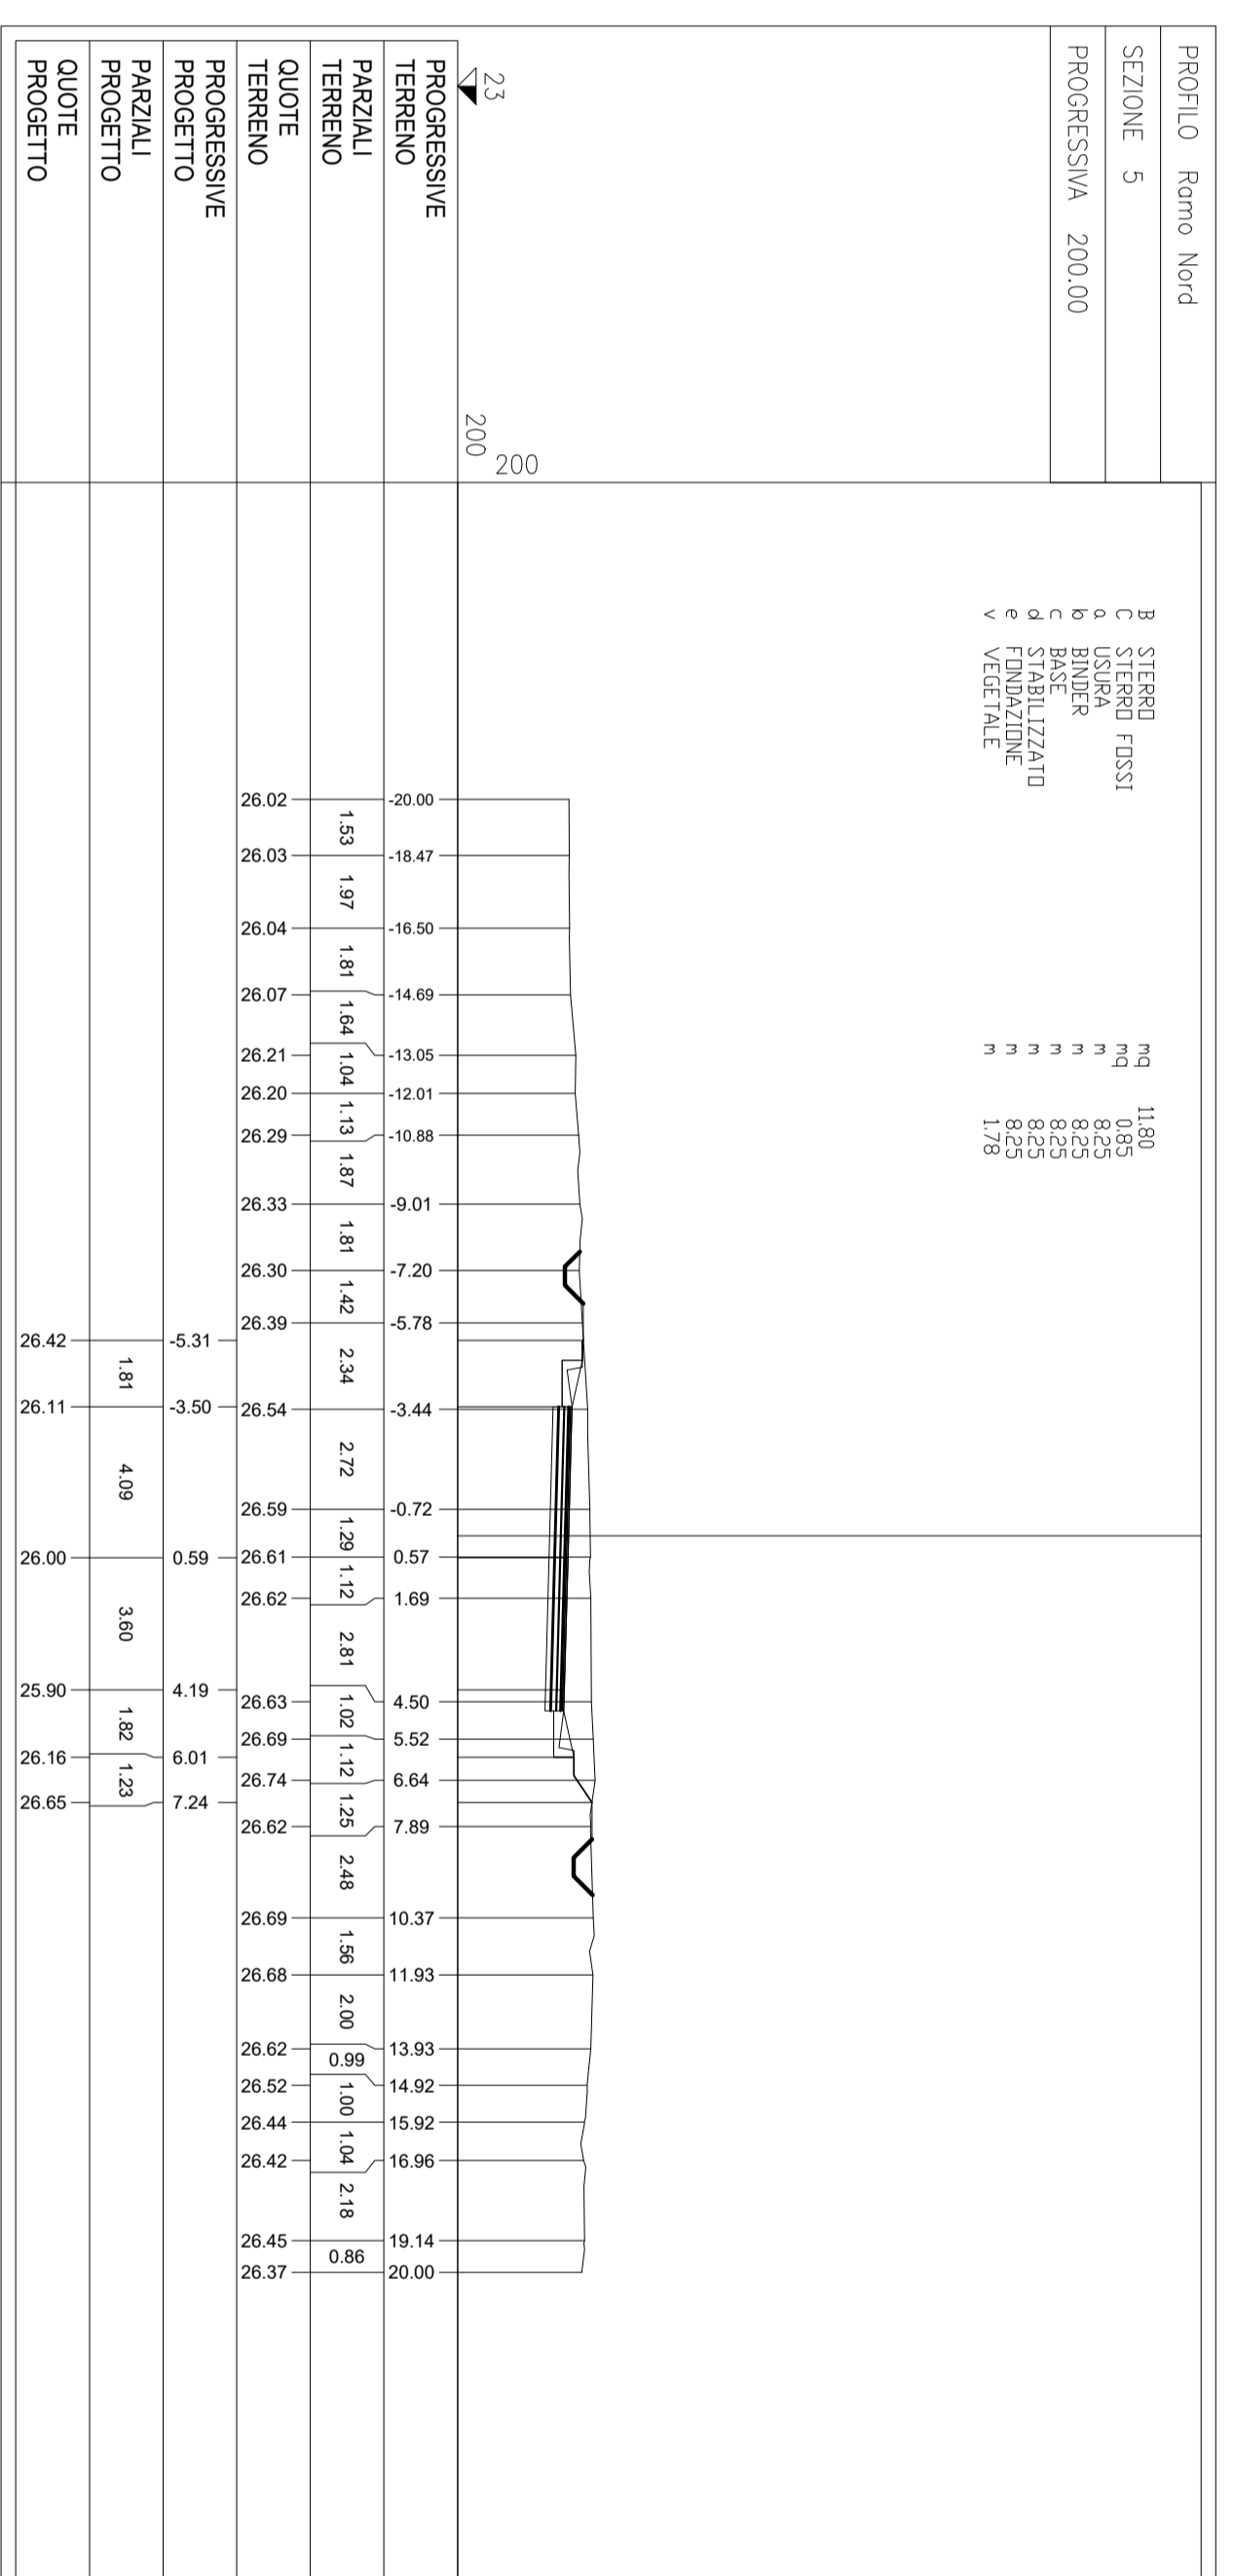 PROFILO Ramo Nord
SEZIONE 5
PROGRESSIVA 200.00
B STERRO mq 11.80
C STERRO FOSSI mq 0.85
a USURA m 8.25
b BINDER m 8.25
c BASE m 8.25
d STABILIZZATO m 8.25
e FONDAZIONE m 8.25
v VEGETALE m 1.78
23
200
200
PROGRESSIVE
TERRENO
-20.00 -18.47 -16.50 -14.69 -13.05 -12.01 -10.88 -9.01 -7.20 -5.78 -3.44 -0.72 0.57 1.69 4.50 5.52 6.64 7.89 10.37 11.93 13.93 14.92 15.92 16.96 19.14 20.00
PARZIALI
TERRENO
1.53 1.97 1.81 1.64 1.04 1.13 1.87 1.81 1.42 2.34 2.72 1.29 1.12 2.81 1.02 1.12 1.25 2.48 1.56 2.00 0.99 1.00 1.04 2.18 0.86
QUOTE
TERRENO
26.02 26.03 26.04 26.07 26.21 26.20 26.29 26.33 26.30 26.39 26.54 26.59 26.61 26.62 26.63 26.69 26.74 26.62 26.69 26.68 26.62 26.52 26.44 26.42 26.45 26.37
PROGRESSIVE
PROGETTO
-5.31 -3.50 0.59 4.19 6.01 7.24
PARZIALI
PROGETTO
1.81 4.09 3.60 1.82 1.23
QUOTE
PROGETTO
26.42 26.11 26.00 25.90 26.16 26.65